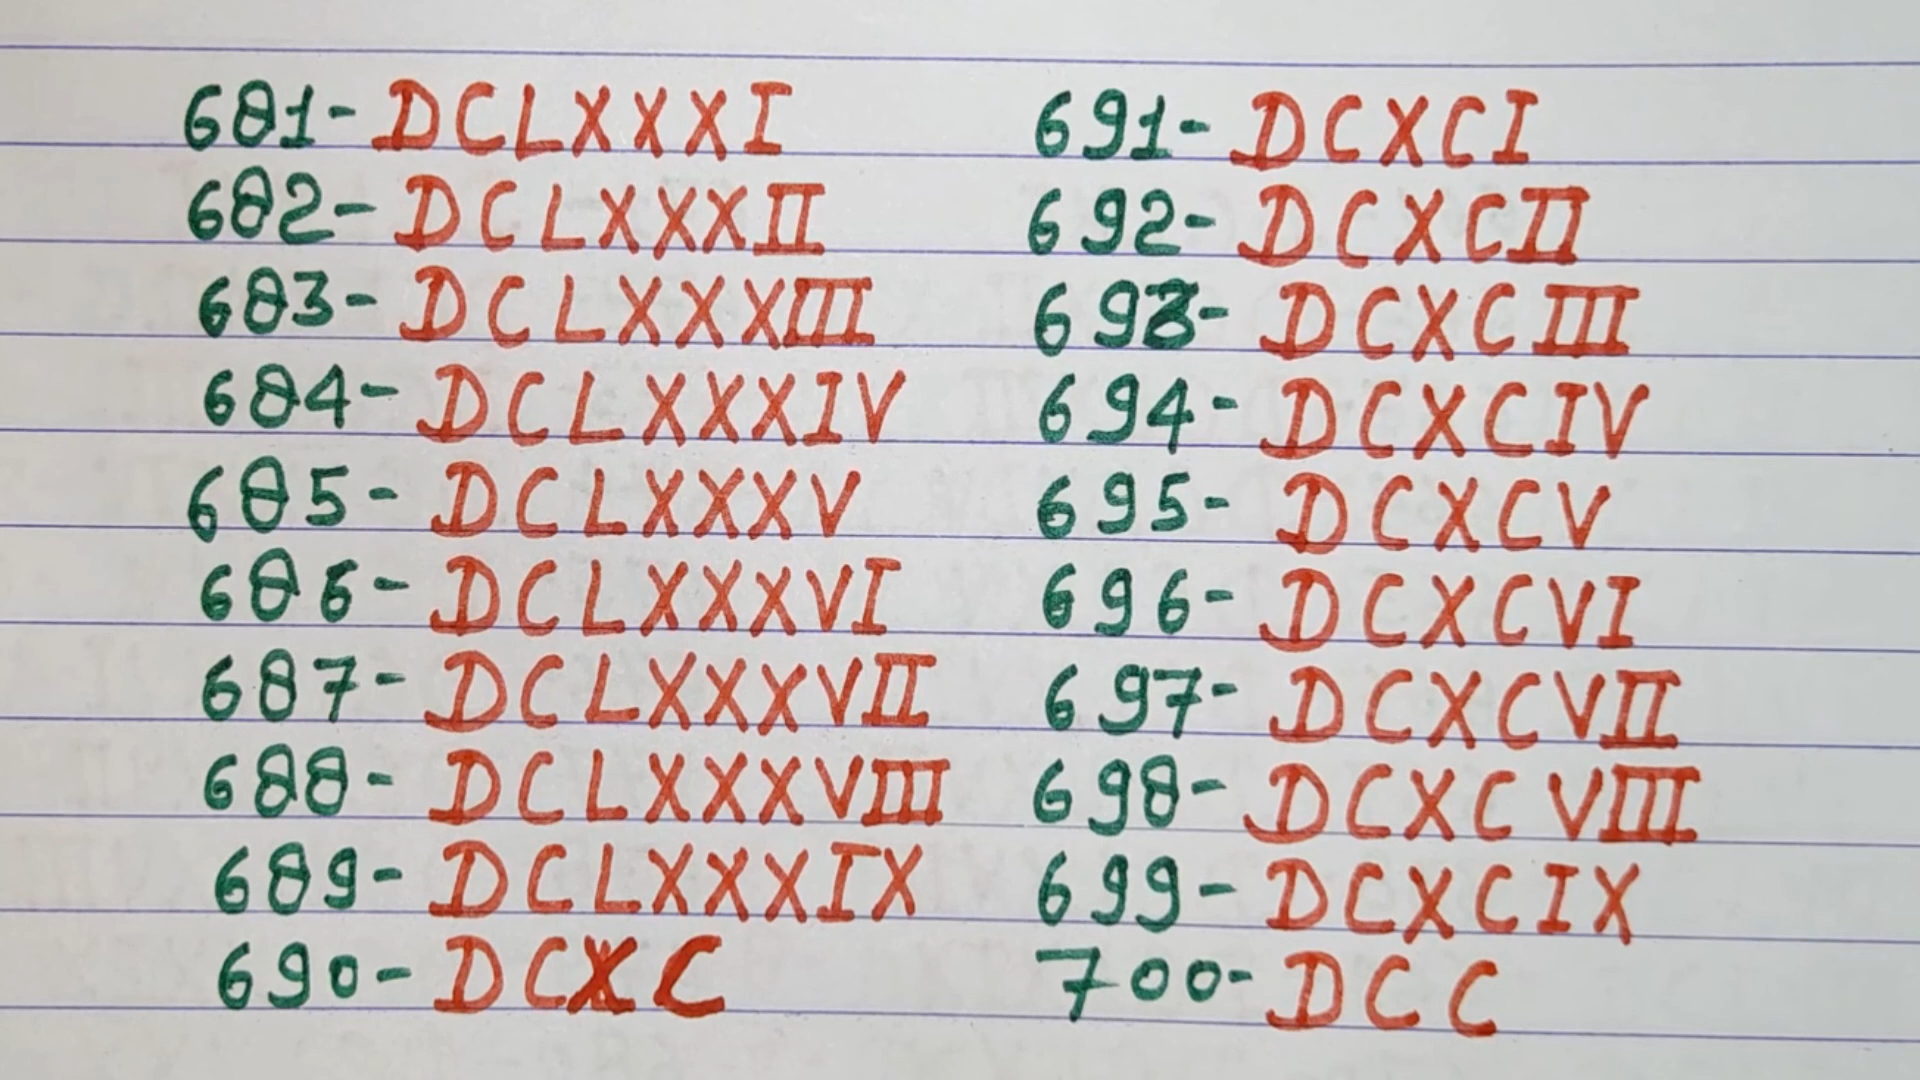 681- DCLXXXI
682- DCLXXXII
683- DCLXXXIII
684- DCLXXXIV
685- DCLXXXV
686- DCLXXXVI
687- DCLXXXVII
688- DCLXXXVIII
689- DCLXXXIX
690- DCXC
691- DCXCI
692- DCXCII
693- DCXCIII
694- DCXCIV
695- DCXCV
696- DCXCVI
697- DCXCVII
698- DCXCVIII
699- DCXCIX
700- DCC